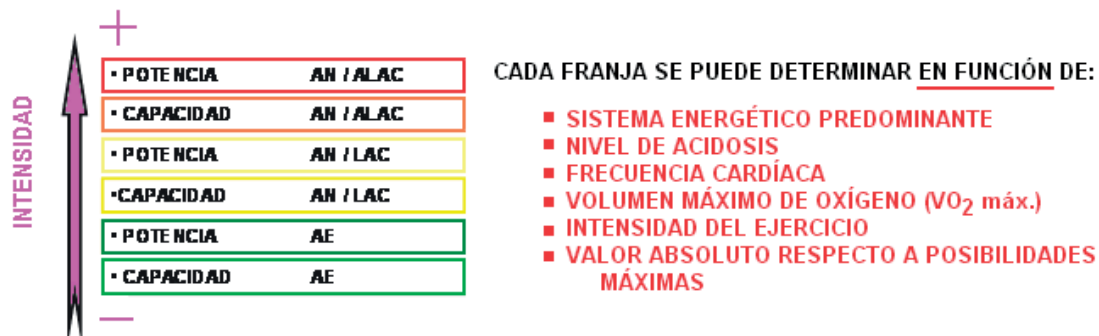 +
INTENSIDAD
• POTENCIA AN / ALAC
• CAPACIDAD AN / ALAC
• POTENCIA AN / LAC
•CAPACIDAD AN / LAC
• POTENCIA AE
• CAPACIDAD AE
—
CADA FRANJA SE PUEDE DETERMINAR EN FUNCIÓN DE:
■ SISTEMA ENERGÉTICO PREDOMINANTE
■ NIVEL DE ACIDOSIS
■ FRECUENCIA CARDÍACA
■ VOLUMEN MÁXIMO DE OXÍGENO (VO₂ máx.)
■ INTENSIDAD DEL EJERCICIO
■ VALOR ABSOLUTO RESPECTO A POSIBILIDADES
MÁXIMAS